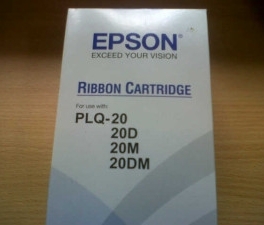 EPSON
EXCEED YOUR VISION
RIBBON CARTRIDGE
For use with
PLQ-20
20D
20M
20DM